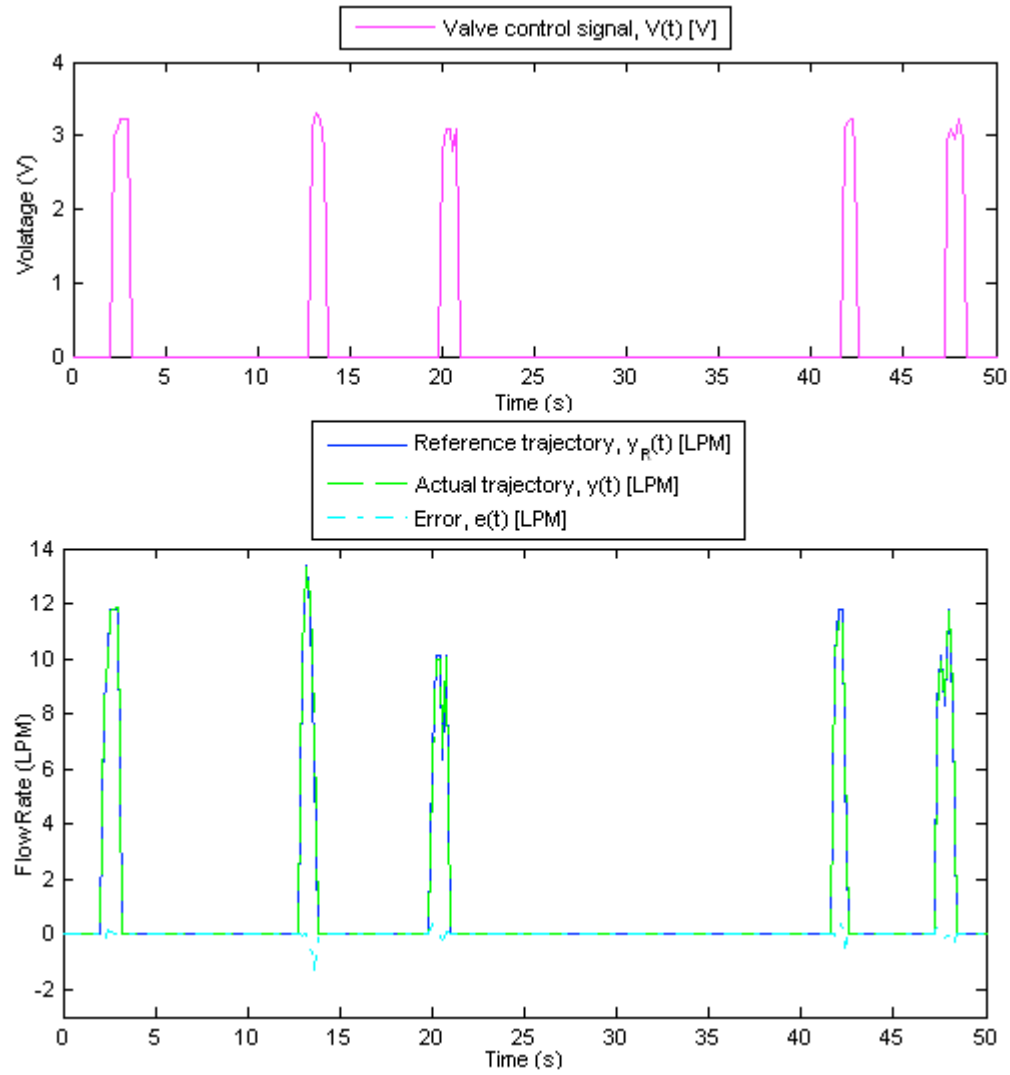 Valve control signal, V(t) [V]
4
3
2
1
0
Volatage (V)
0 5 10 15 20 25 30 35 40 45 50
Time (s)
Reference trajectory, y_R(t) [LPM]
Actual trajectory, y(t) [LPM]
Error, e(t) [LPM]
14
12
10
8
6
4
2
0
-2
FlowRate (LPM)
0 5 10 15 20 25 30 35 40 45 50
Time (s)